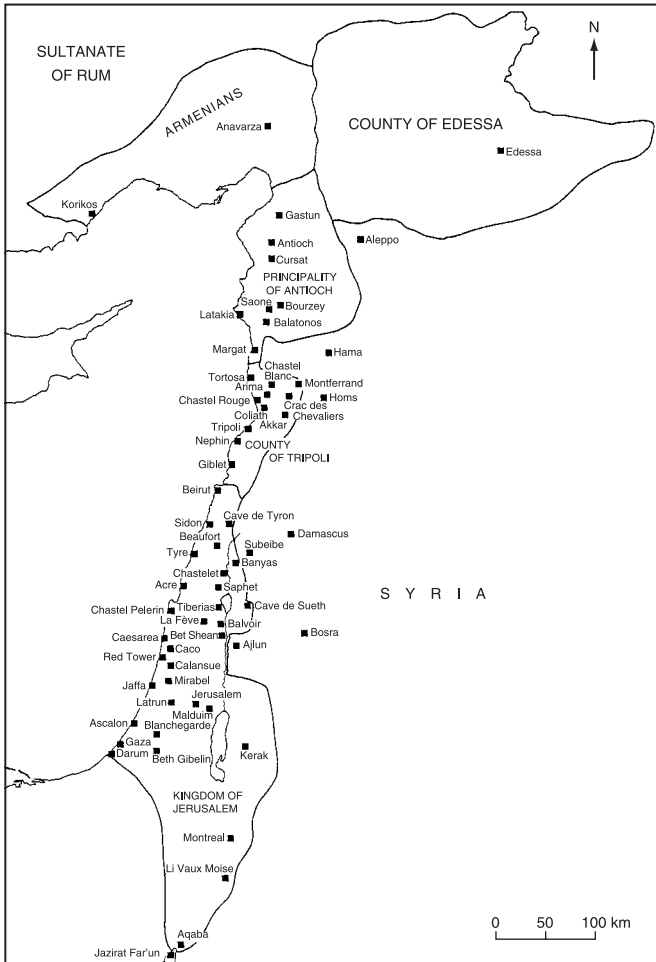 SULTANATE
OF RUM
N
ARMENIANS
Anavarza
COUNTY OF EDESSA
Edessa
Korikos
Gastun
Antioch
Aleppo
Cursat
PRINCIPALITY
OF ANTIOCH
Saone
Bourzey
Latakia
Balatonos
Margat
Hama
Chastel
Blanc
Tortosa
Montferrand
Arima
Homs
Chastel Rouge
Crac des
Chevaliers
Coliath
Akkar
Tripoli
Nephin
COUNTY
OF TRIPOLI
Giblet
Beirut
Sidon
Cave de Tyron
Damascus
Beaufort
Subeibe
Tyre
Banyas
Chastelet
Acre
Saphet
SYRIA
Chastel Pelerin
Tiberias
Cave de Sueth
La Fève
Balvoir
Bosra
Caesarea
Bet Shean
Ajlun
Caco
Red Tower
Calansue
Mirabel
Jaffa
Jerusalem
Latrun
Malduim
Ascalon
Blanchegarde
Gaza
Kerak
Darum
Beth Gibelin
KINGDOM OF
JERUSALEM
Montreal
Li Vaux Moise
Aqaba
Jazirat Far'un
0 50 100 km